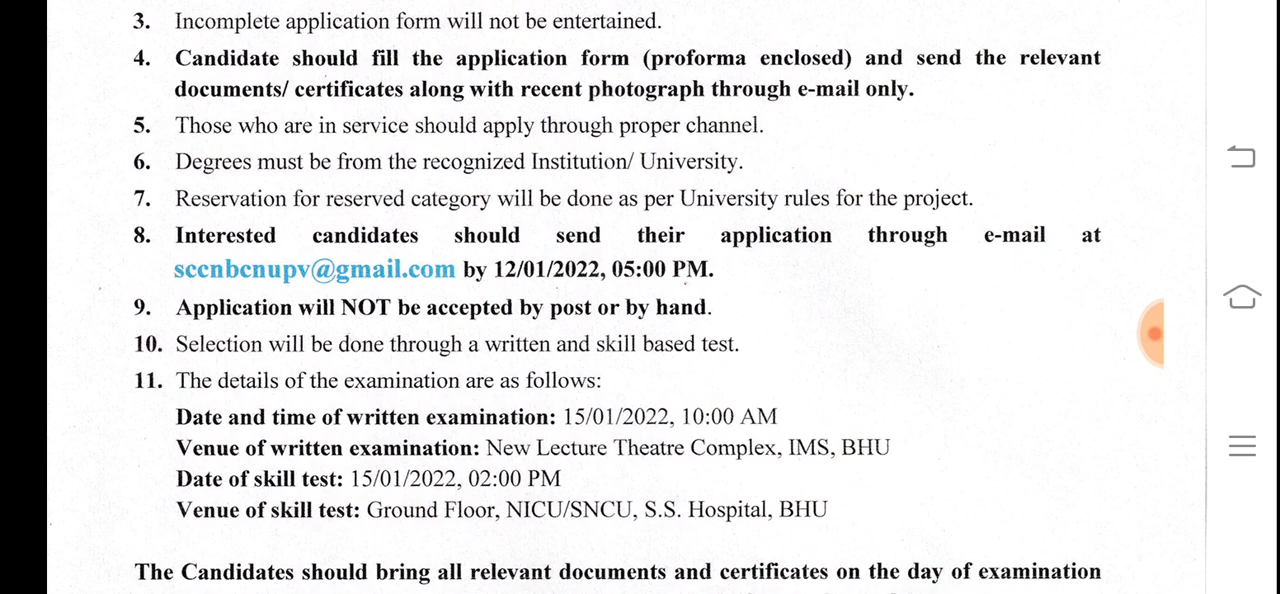 3. Incomplete application form will not be entertained.
4. Candidate should fill the application form (proforma enclosed) and send the relevant
documents/ certificates along with recent photograph through e-mail only.
5. Those who are in service should apply through proper channel.
6. Degrees must be from the recognized Institution/ University.
7. Reservation for reserved category will be done as per University rules for the project.
8. Interested candidates should send their application through e-mail at
sccnbcnupv@gmail.com by 12/01/2022, 05:00 PM.
9. Application will NOT be accepted by post or by hand.
10. Selection will be done through a written and skill based test.
11. The details of the examination are as follows:
Date and time of written examination: 15/01/2022, 10:00 AM
Venue of written examination: New Lecture Theatre Complex, IMS, BHU
Date of skill test: 15/01/2022, 02:00 PM
Venue of skill test: Ground Floor, NICU/SNCU, S.S. Hospital, BHU
The Candidates should bring all relevant documents and certificates on the day of examination